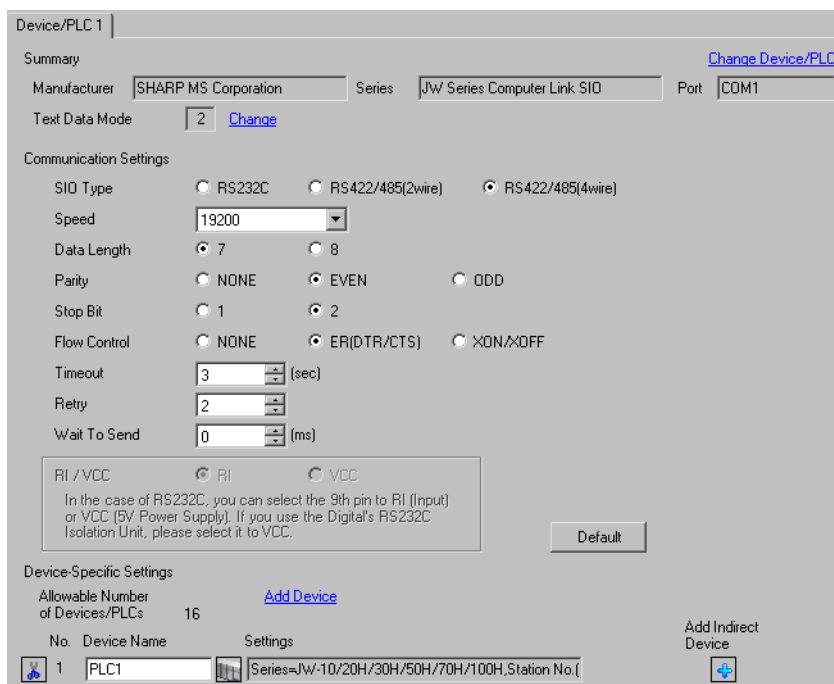 Device/PLC 1
Summary
Change Device/PLC
Manufacturer SHARP MS Corporation Series JW Series Computer Link SIO Port COM1
Text Data Mode 2 Change
Communication Settings
SIO Type RS232C RS422/485(2wire) RS422/485(4wire)
Speed 19200
Data Length 7 8
Parity NONE EVEN ODD
Stop Bit 1 2
Flow Control NONE ER(DTR/CTS) XON/XOFF
Timeout 3 (sec)
Retry 2
Wait To Send 0 (ms)
RI / VCC RI VCC
In the case of RS232C, you can select the 9th pin to RI (Input)
or VCC (5V Power Supply). If you use the Digital's RS232C
Isolation Unit, please select it to VCC.
Default
Device-Specific Settings
Allowable Number
of Devices/PLCs 16
Add Device
Add Indirect
Device
No. Device Name Settings
1 PLC1 Series=JW-10/20H/30H/50H/70H/100H,Station No.(